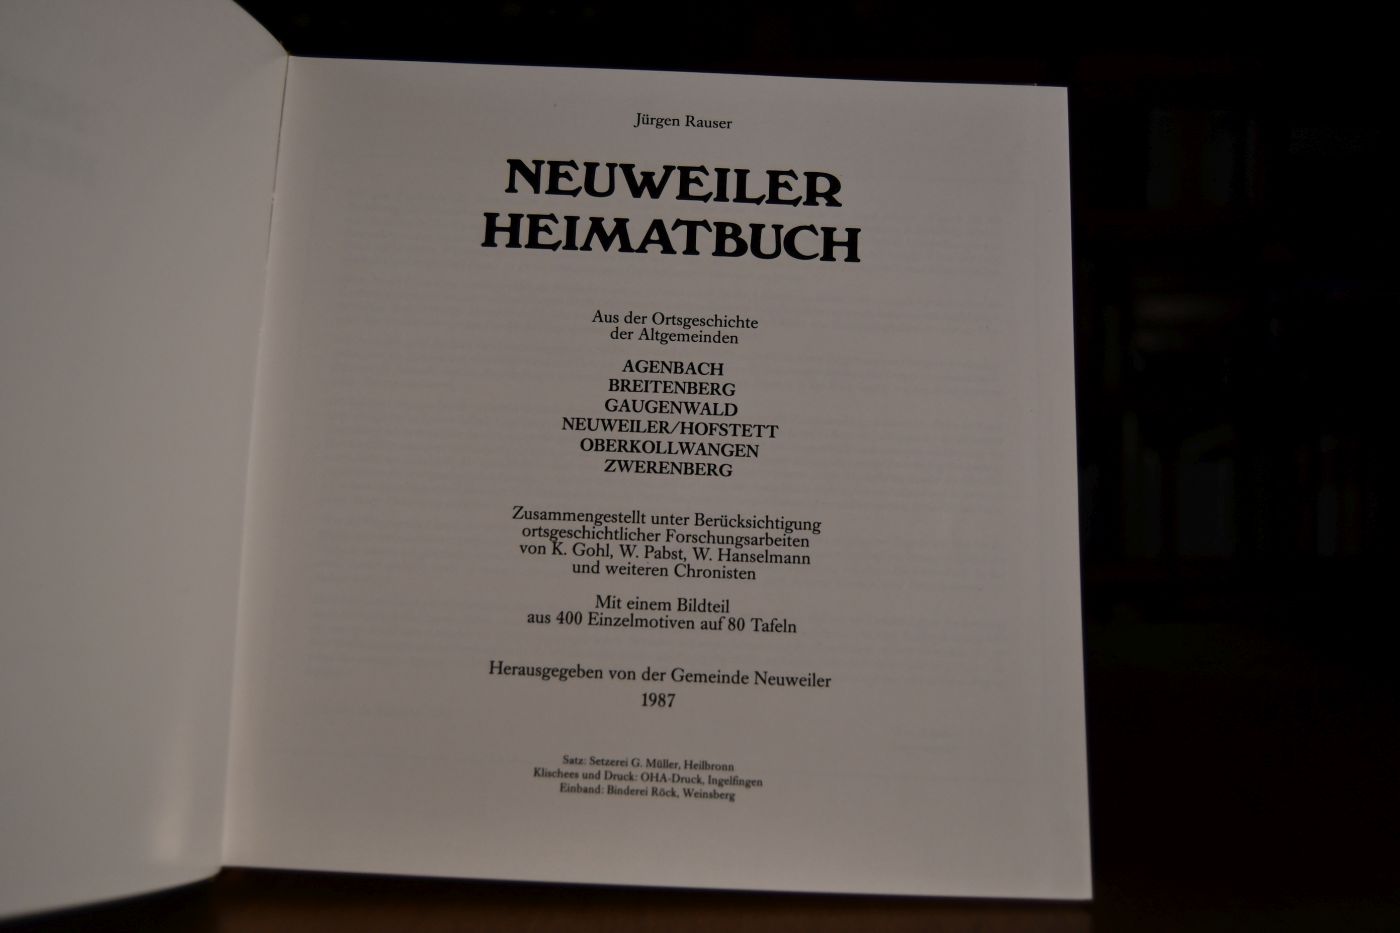 Jürgen Rauser
NEUWEILER
HEIMATBUCH
Aus der Ortsgeschichte
der Altgemeinden
AGENBACH
BREITENBERG
GAUGENWALD
NEUWEILER/HOFSTETT
OBERKOLLWANGEN
ZWERENBERG
Zusammengestellt unter Berücksichtigung
ortsgeschichtlicher Forschungsarbeiten
von K. Gohl, W. Pabst, W. Hanselmann
und weiteren Chronisten
Mit einem Bildteil
aus 400 Einzelmotiven auf 80 Tafeln
Herausgegeben von der Gemeinde Neuweiler
1987
Satz: Setzerei G. Müller, Heilbronn
Klischees und Druck: OHA-Druck, Ingelfingen
Einband: Binderei Röck, Weinsberg